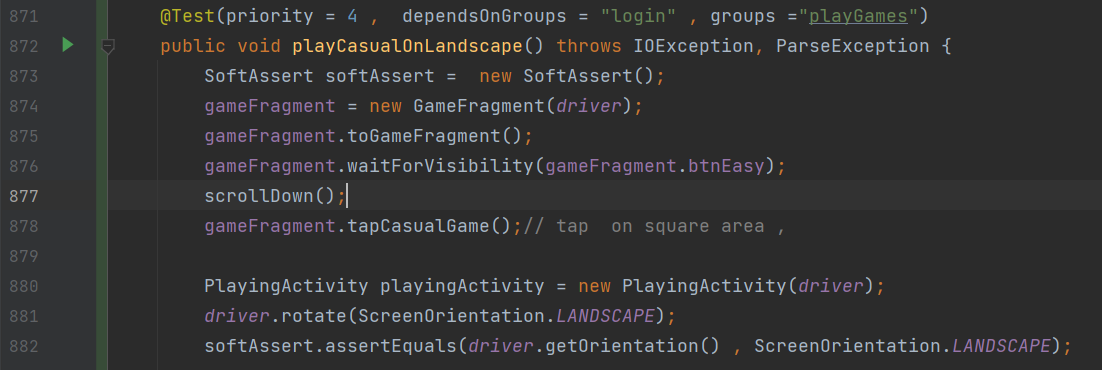 871 @Test(priority = 4 ,  dependsOnGroups = "login" , groups ="playGames")
872 public void playCasualOnLandscape() throws IOException, ParseException {
873 SoftAssert softAssert =  new SoftAssert();
874 gameFragment = new GameFragment(driver);
875 gameFragment.toGameFragment();
876 gameFragment.waitForVisibility(gameFragment.btnEasy);
877 scrollDown();
878 gameFragment.tapCasualGame();// tap  on square area ,
879
880 PlayingActivity playingActivity = new PlayingActivity(driver);
881 driver.rotate(ScreenOrientation.LANDSCAPE);
882 softAssert.assertEquals(driver.getOrientation() , ScreenOrientation.LANDSCAPE);